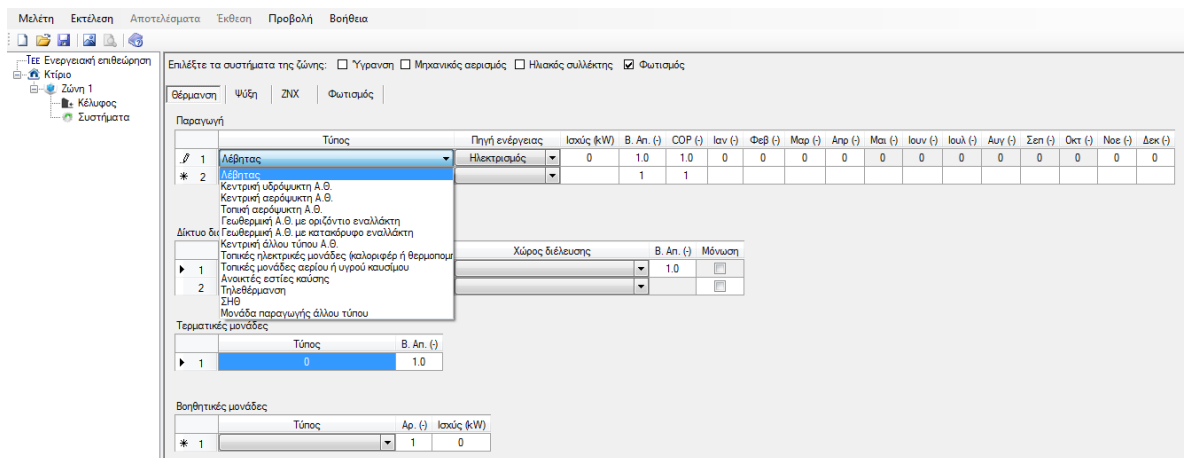 Μελέτη Εκτέλεση Αποτελέσματα Έκθεση Προβολή Βοήθεια
ΤΕΕ Ενεργειακή επιθεώρηση
Κτίριο
Ζώνη 1
Κέλυφος
Συστήματα
Επιλέξτε τα συστήματα της ζώνης: Ύγρανση Μηχανικός αερισμός Ηλιακός συλλέκτης Φωτισμός
Θέρμανση Ψύξη ΖΝΧ Φωτισμός
Παραγωγή
Τύπος Πηγή ενέργειας Ισχύς (kW) Β. Απ. (-) COP (-) Ιαν (-) Φεβ (-) Μαρ (-) Απρ (-) Μαι (-) Ιουν (-) Ιουλ (-) Αυγ (-) Σεπ (-) Οκτ (-) Νοε (-) Δεκ (-)
1 Λέβητας Ηλεκτρισμός 0 1.0 1.0 0 0 0 0 0 0 0 0 0 0 0 0
2 1 1
Λέβητας
Κεντρική υδρόψυκτη Α.Θ.
Κεντρική αερόψυκτη Α.Θ.
Τοπική αερόψυκτη Α.Θ.
Γεωθερμική Α.Θ. με οριζόντιο εναλλάκτη
Γεωθερμική Α.Θ. με κατακόρυφο εναλλάκτη
Κεντρική άλλου τύπου Α.Θ.
Τοπικές ηλεκτρικές μονάδες (καλοριφέρ ή θερμοπομπ
Τοπικές μονάδες αερίου ή υγρού καυσίμου
Ανοικτές εστίες καύσης
Τηλεθέρμανση
ΣΗΘ
Μονάδα παραγωγής άλλου τύπου
Δίκτυο δι
Χώρος διέλευσης Β. Απ. (-) Μόνωση
1 1.0
2
Τερματικές μονάδες
Τύπος Β. Απ. (-)
1 0 1.0
Βοηθητικές μονάδες
Τύπος Αρ. (-) Ισχύς (kW)
1 1 0